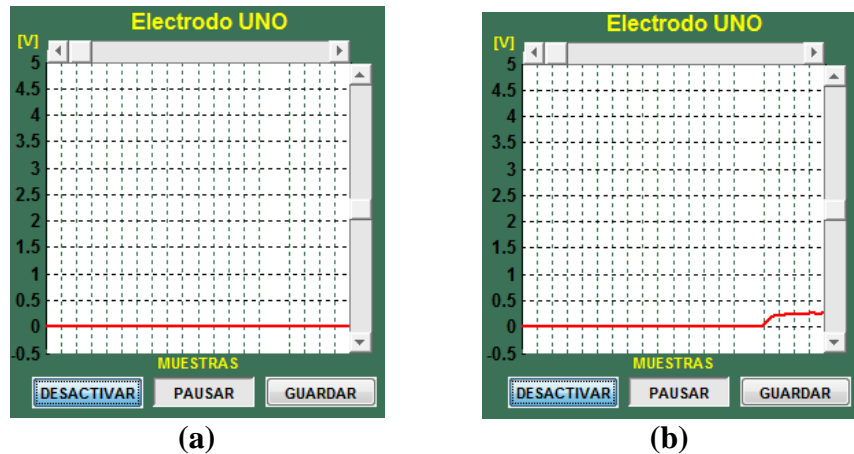 Electrodo UNO
[V]
5
4.5
4
3.5
3
2.5
2
1.5
1
0.5
0
-0.5
MUESTRAS
DESACTIVAR PAUSAR GUARDAR
(a)
Electrodo UNO
[V]
5
4.5
4
3.5
3
2.5
2
1.5
1
0.5
0
-0.5
MUESTRAS
DESACTIVAR PAUSAR GUARDAR
(b)